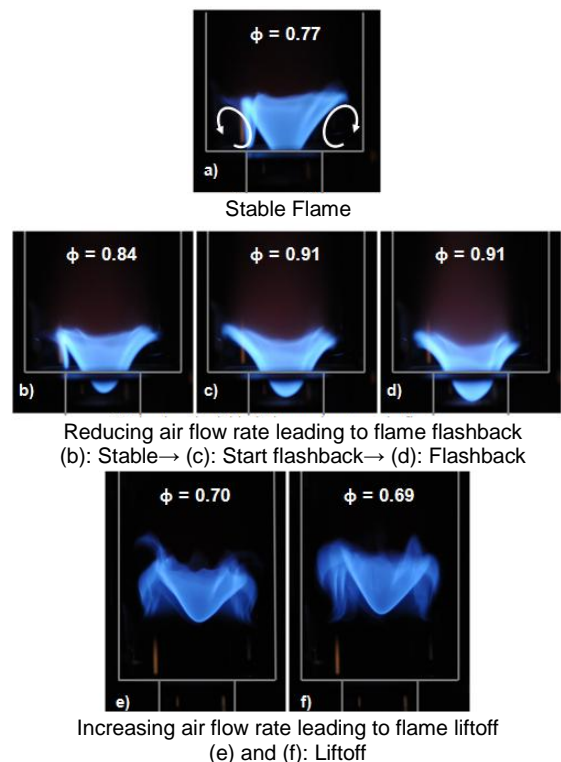 ϕ = 0.77
a)
Stable Flame
ϕ = 0.84
ϕ = 0.91
ϕ = 0.91
b)
c)
d)
Reducing air flow rate leading to flame flashback
(b): Stable→ (c): Start flashback→ (d): Flashback
ϕ = 0.70
ϕ = 0.69
e)
f)
Increasing air flow rate leading to flame liftoff
(e) and (f): Liftoff